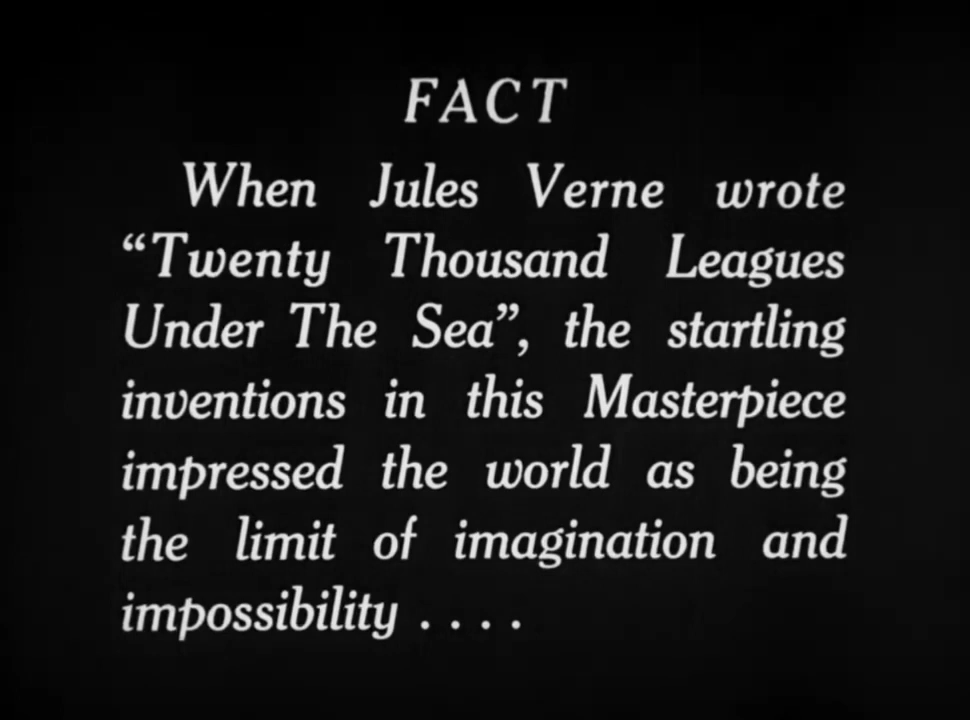 FACT
When Jules Verne wrote
“Twenty Thousand Leagues
Under The Sea”, the startling
inventions in this Masterpiece
impressed the world as being
the limit of imagination and
impossibility . . . .